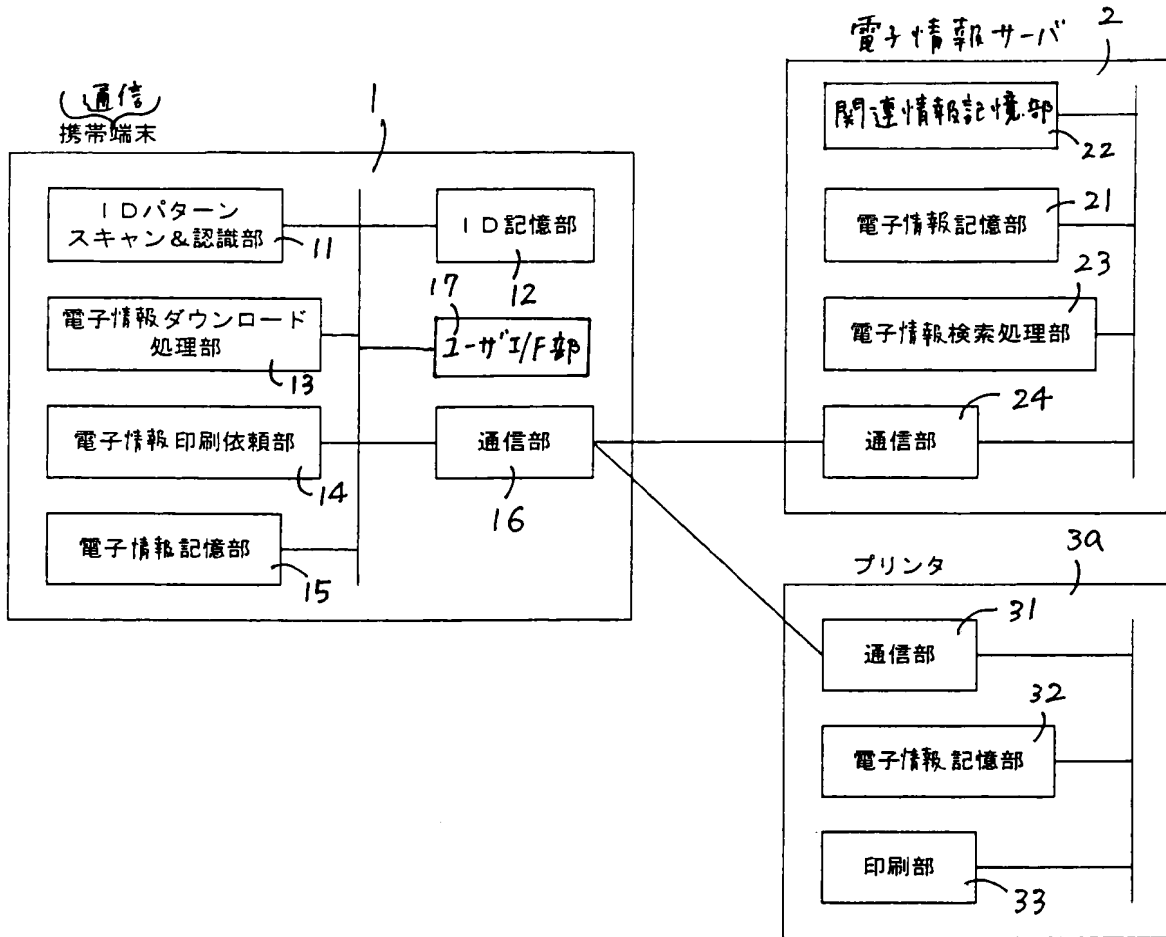 通信
携帯端末
1
IDパターン
スキャン&認識部
11
ID記憶部
12
電子情報ダウンロード
処理部
13
17
ユーザI/F部
電子情報印刷依頼部
14
通信部
16
電子情報記憶部
15
電子情報サーバ
2
関連情報記憶部
22
電子情報記憶部
21
電子情報検索処理部
23
通信部
24
プリンタ
3a
通信部
31
電子情報記憶部
32
印刷部
33